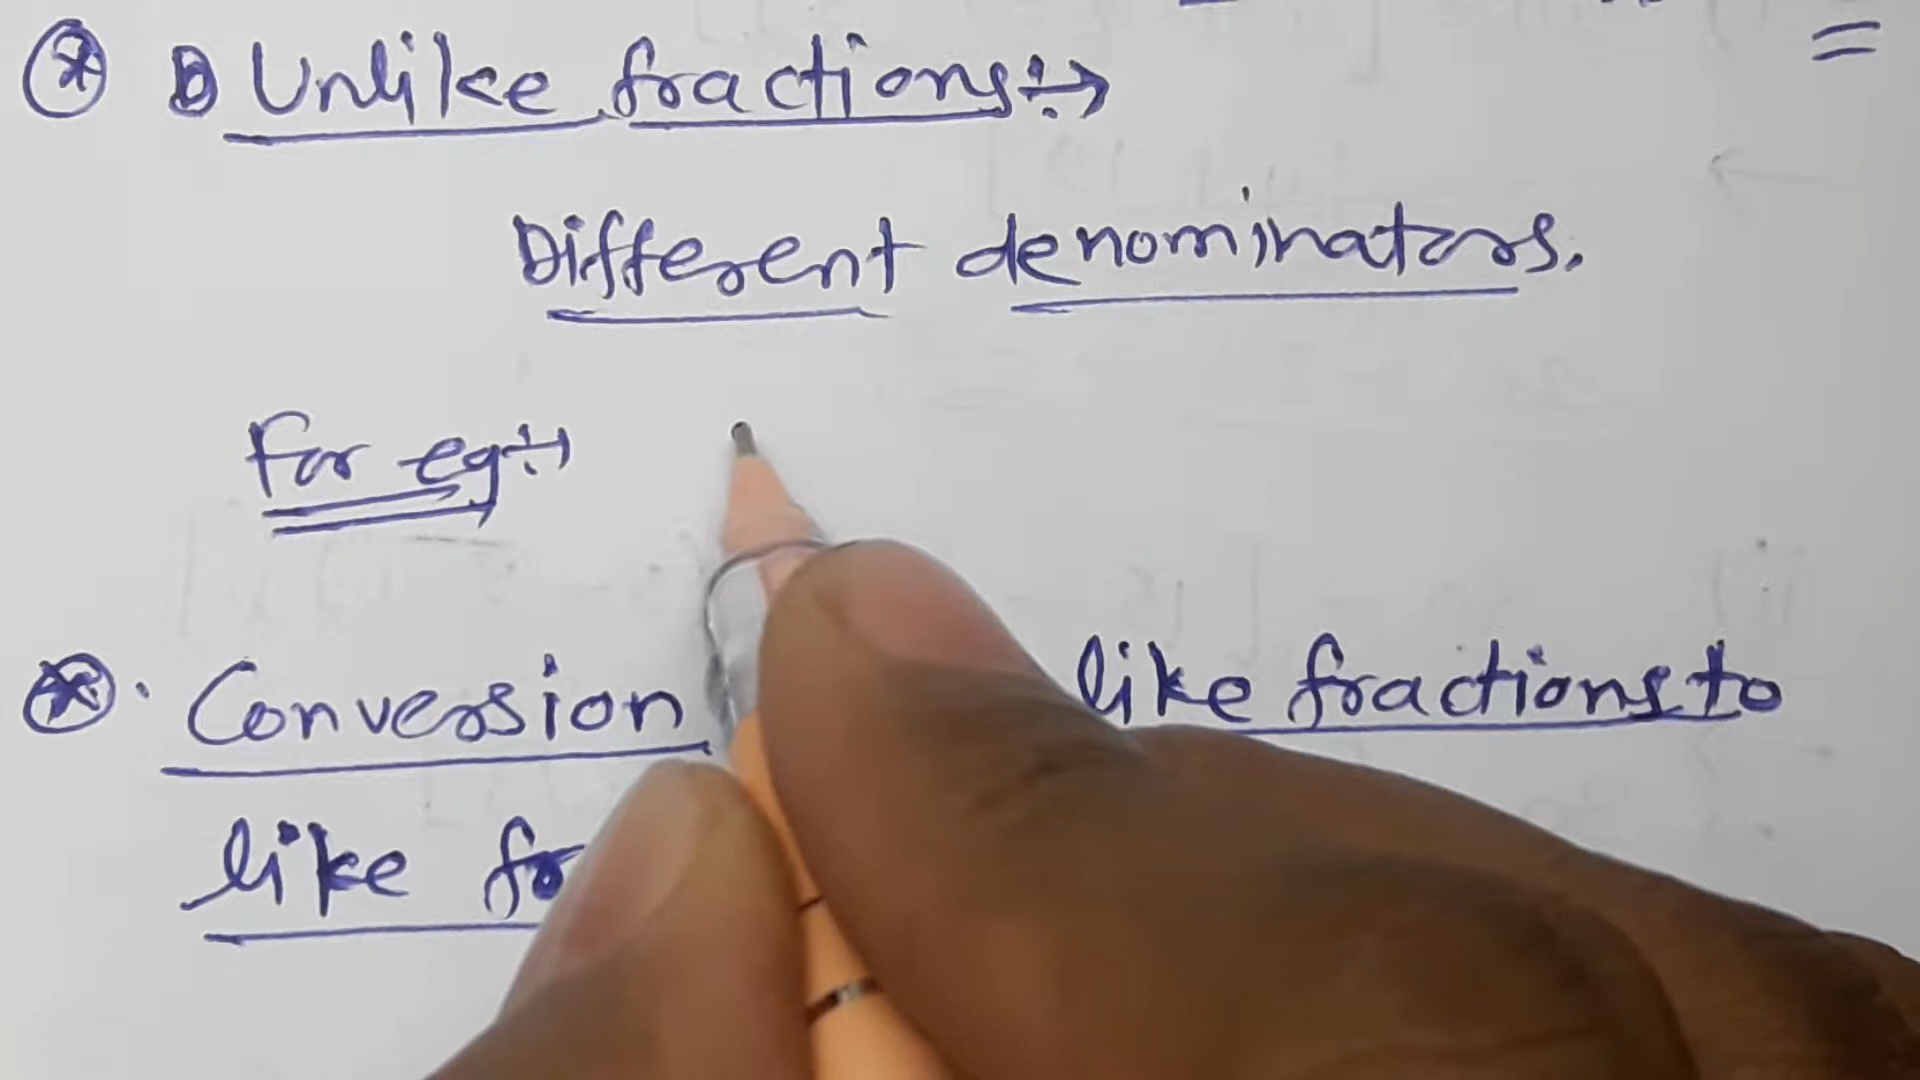 Unlike fractions:→
Different denominators.
For eg:→
Conversion like fractions to
like